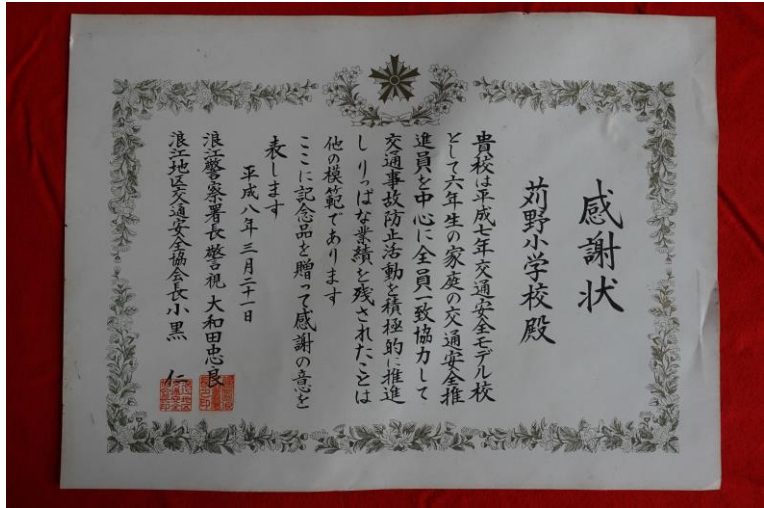 感謝状
苅野小学校殿
貴校は平成七年交通安全モデル校
として六年生の家庭の交通安全推
進員を中心に全員一致協力して
交通事故防止活動を積極的に推進
しりっぱな業績を残されたことは
他の模範であります
ここに記念品を贈って感謝の意を
表します
平成八年三月二十一日
浪江警察署長警視 大和田忠良
浪江地区交通安全協会長 小黒 仁